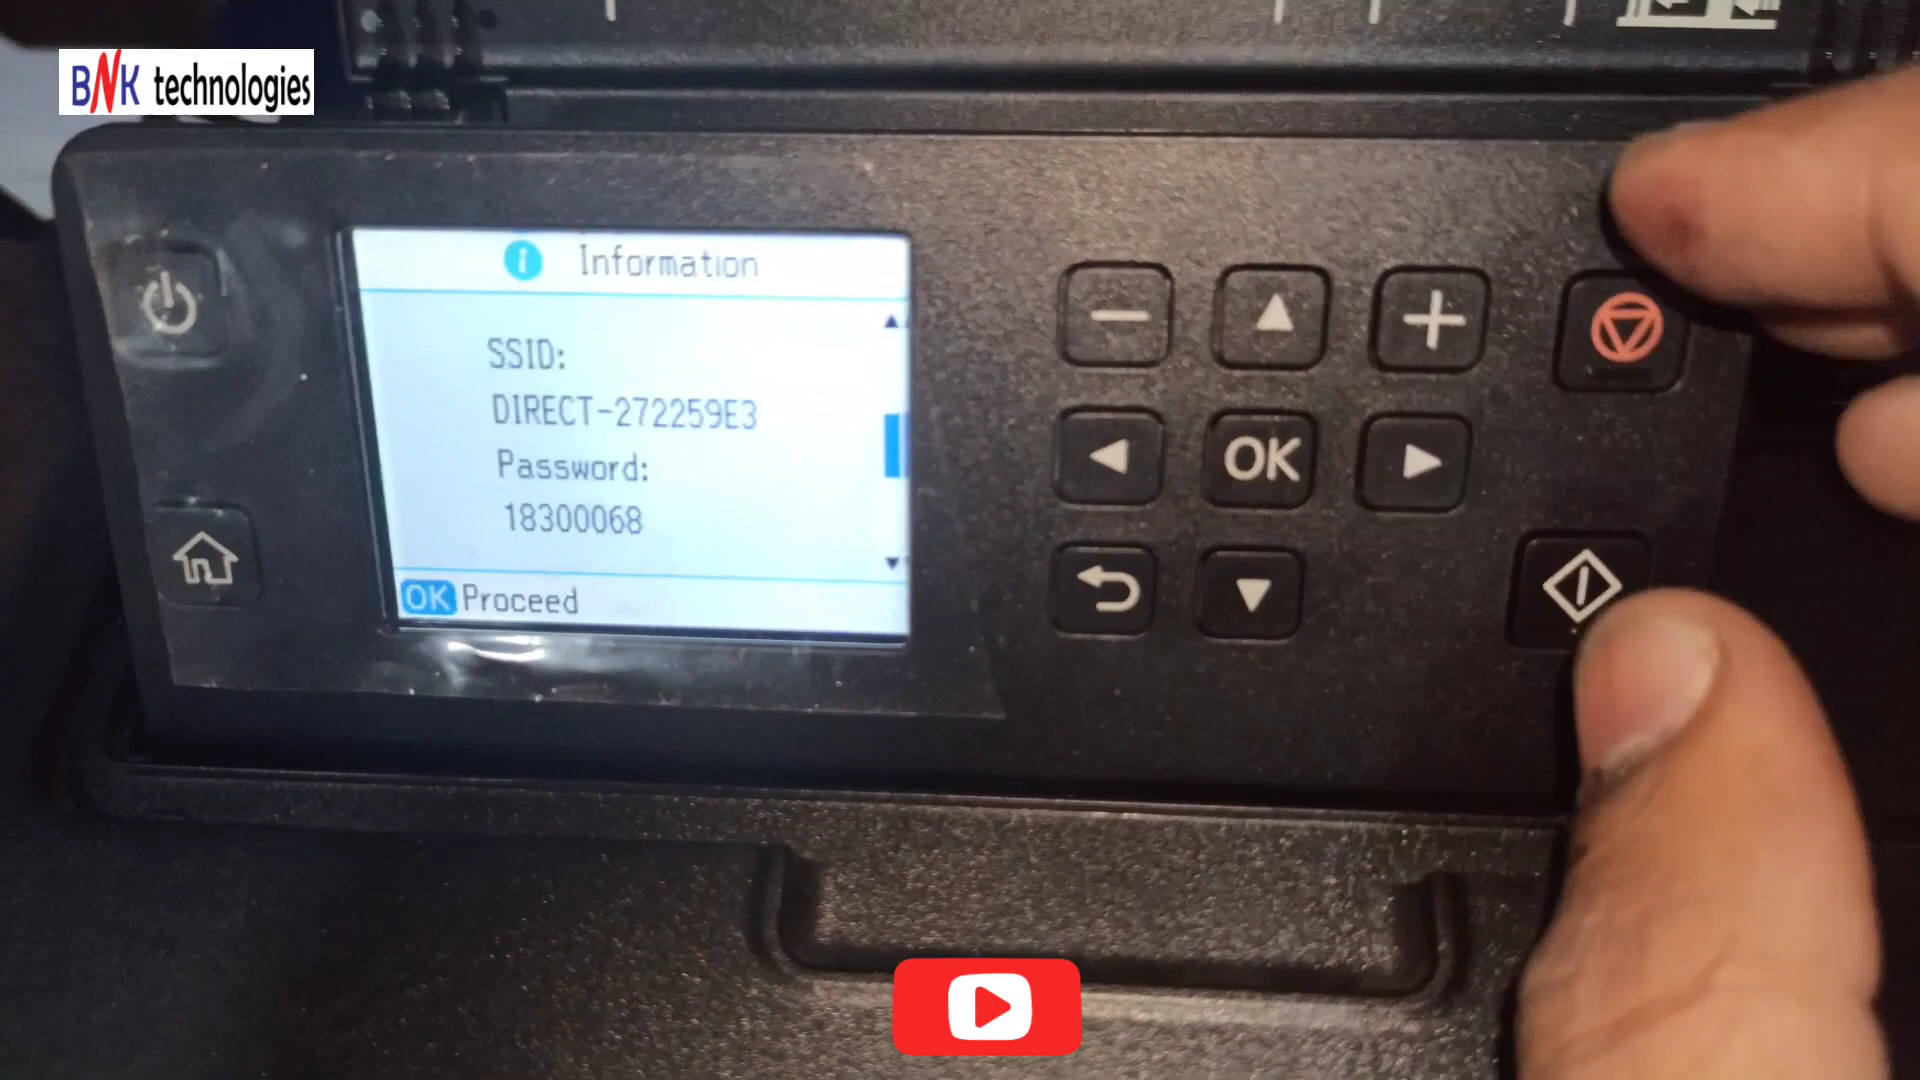 BNK technologies
i Information
SSID:
DIRECT-272259E3
Password:
18300068
OK Proceed
OK